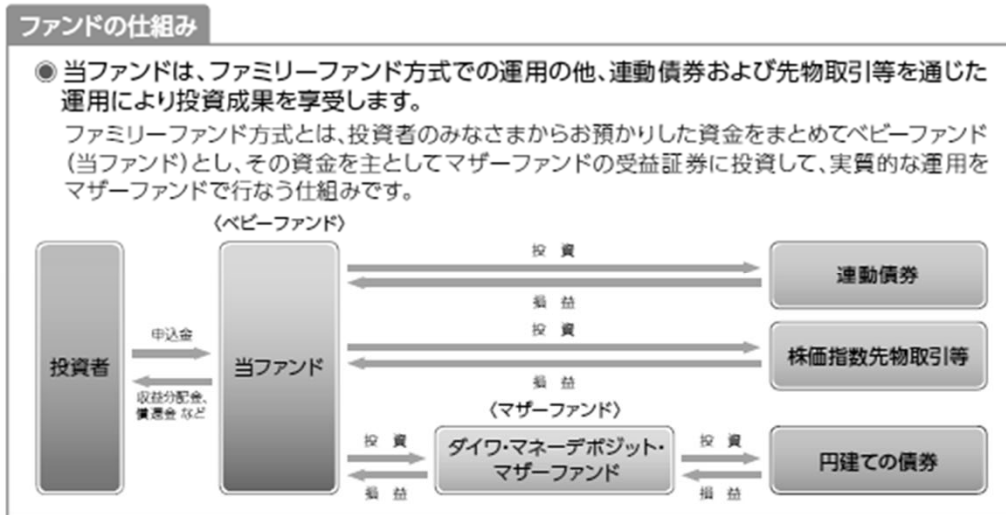 ファンドの仕組み
◉ 当ファンドは、ファミリーファンド方式での運用の他、連動債券および先物取引等を通じた
運用により投資成果を享受します。
ファミリーファンド方式とは、投資者のみなさまからお預かりした資金をまとめてベビーファンド
(当ファンド)とし、その資金を主としてマザーファンドの受益証券に投資して、実質的な運用を
マザーファンドで行なう仕組みです。
〈ベビーファンド〉
投資者
申込金
収益分配金、
償還金 など
当ファンド
投 資
損 益
連動債券
投 資
損 益
株価指数先物取引等
〈マザーファンド〉
投 資
損 益
ダイワ・マネーデポジット・
マザーファンド
投 資
損 益
円建ての債券